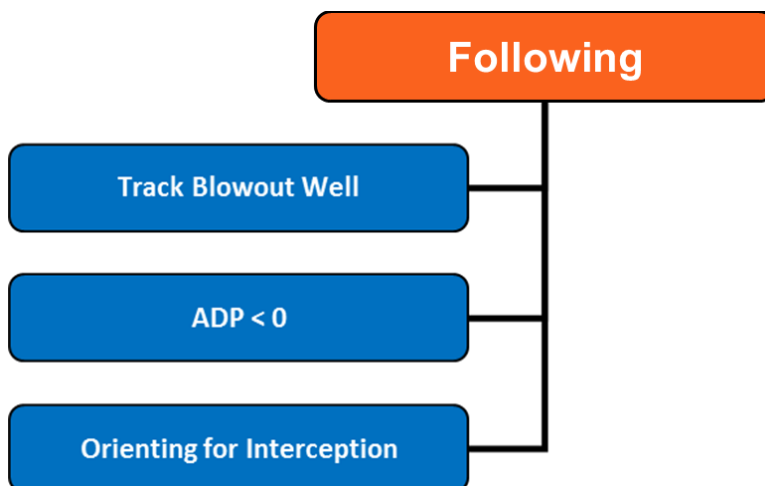 Following
Track Blowout Well
ADP < 0
Orienting for Interception